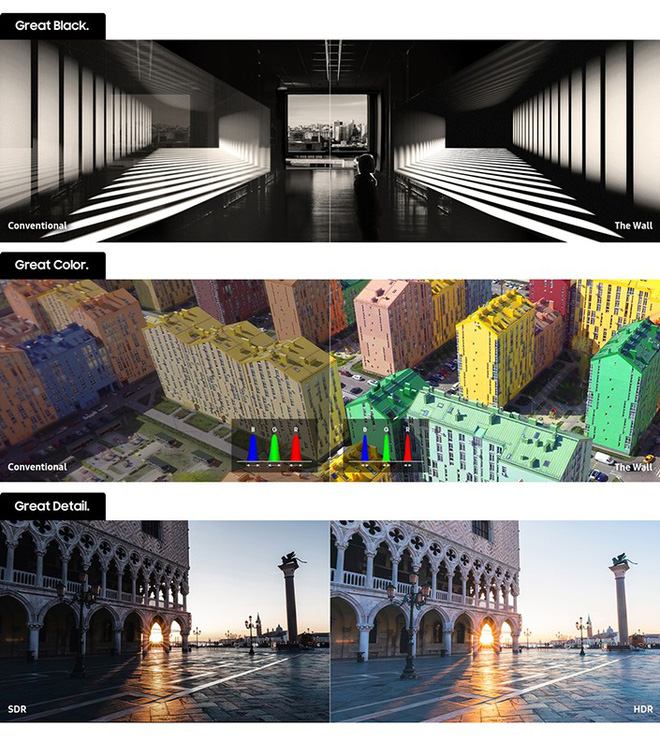 Great Black.
Conventional
The Wall
Great Color.
B G R
B G R
Conventional
The Wall
Great Detail.
SDR
HDR